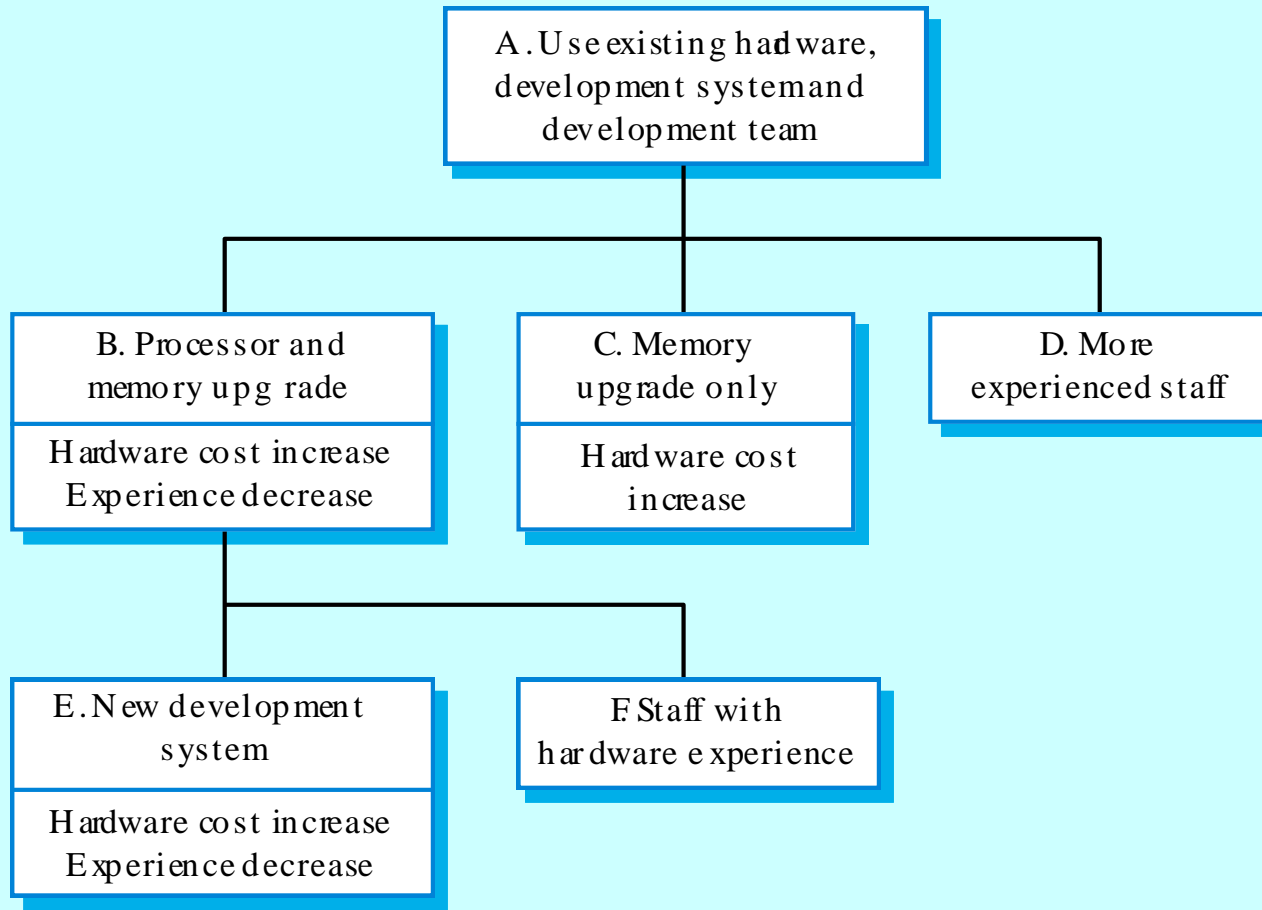 A. Use existing hardware,
development system and
development team
B. Processor and
memory upgrade
Hardware cost increase
Experience decrease
C. Memory
upgrade only
Hardware cost
increase
D. More
experienced staff
E. New development
system
Hardware cost increase
Experience decrease
F. Staff with
hardware experience